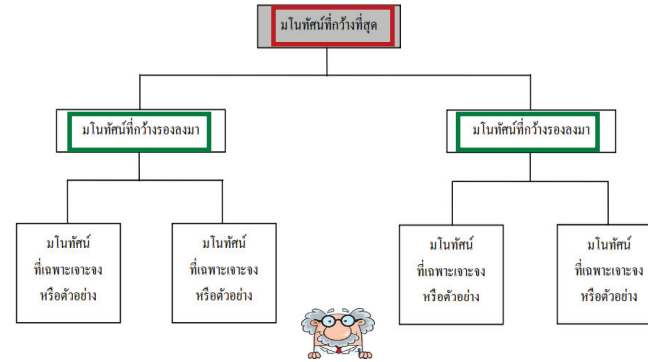 มโนทัศน์ที่กว้างที่สุด
มโนทัศน์ที่กว้างรองลงมา
มโนทัศน์ที่กว้างรองลงมา
มโนทัศน์
ที่เฉพาะเจาะจง
หรือตัวอย่าง
มโนทัศน์
ที่เฉพาะเจาะจง
หรือตัวอย่าง
มโนทัศน์
ที่เฉพาะเจาะจง
หรือตัวอย่าง
มโนทัศน์
ที่เฉพาะเจาะจง
หรือตัวอย่าง